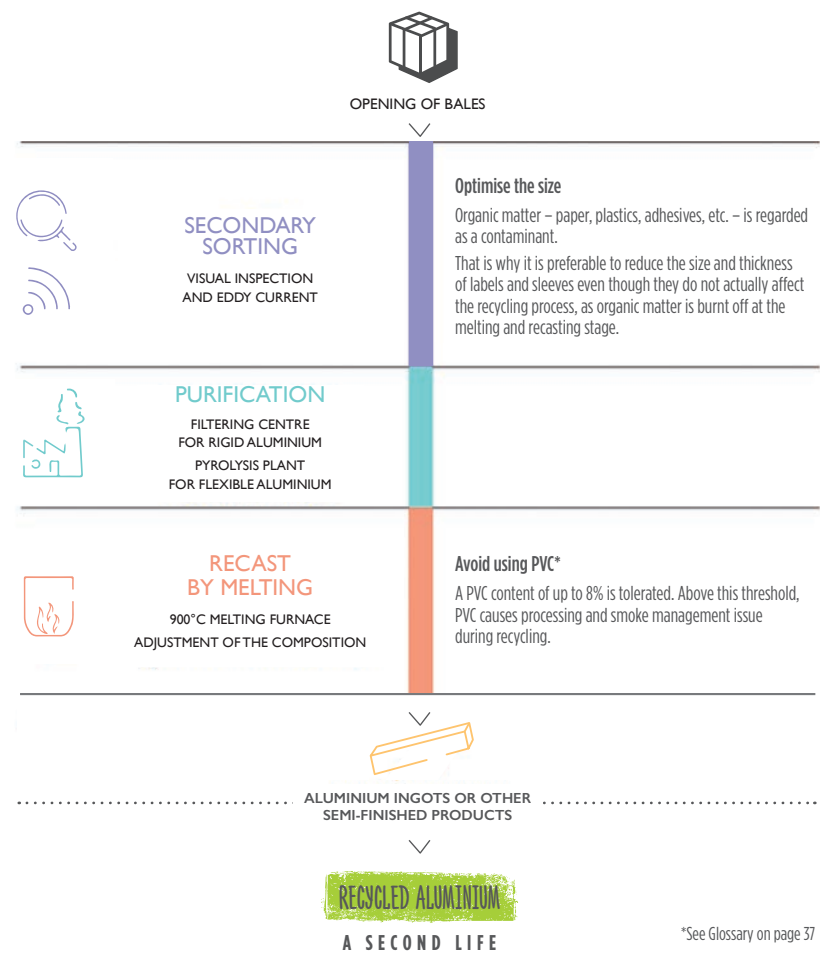 OPENING OF BALES
SECONDARY
SORTING
VISUAL INSPECTION
AND EDDY CURRENT
Optimise the size
Organic matter – paper, plastics, adhesives, etc. – is regarded
as a contaminant.
That is why it is preferable to reduce the size and thickness
of labels and sleeves even though they do not actually affect
the recycling process, as organic matter is burnt off at the
melting and recasting stage.
PURIFICATION
FILTERING CENTRE
FOR RIGID ALUMINIUM
PYROLYSIS PLANT
FOR FLEXIBLE ALUMINIUM
RECAST
BY MELTING
900°C MELTING FURNACE
ADJUSTMENT OF THE COMPOSITION
Avoid using PVC*
A PVC content of up to 8% is tolerated. Above this threshold,
PVC causes processing and smoke management issue
during recycling.
ALUMINIUM INGOTS OR OTHER
SEMI-FINISHED PRODUCTS
RECYCLED ALUMINIUM
A SECOND LIFE
*See Glossary on page 37